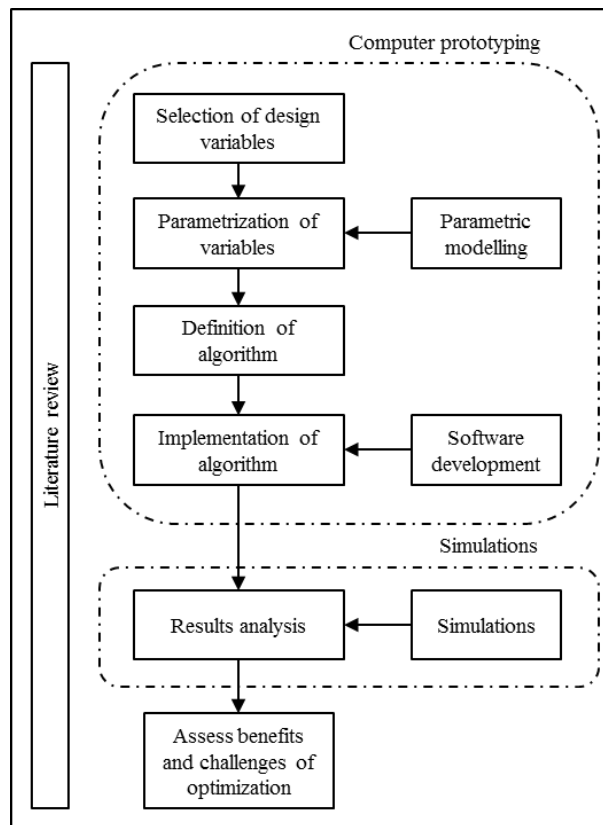 Computer prototyping
Literature review
Selection of design
variables
Parametrization of
variables
Parametric
modelling
Definition of
algorithm
Implementation of
algorithm
Software
development
Simulations
Results analysis
Simulations
Assess benefits
and challenges of
optimization